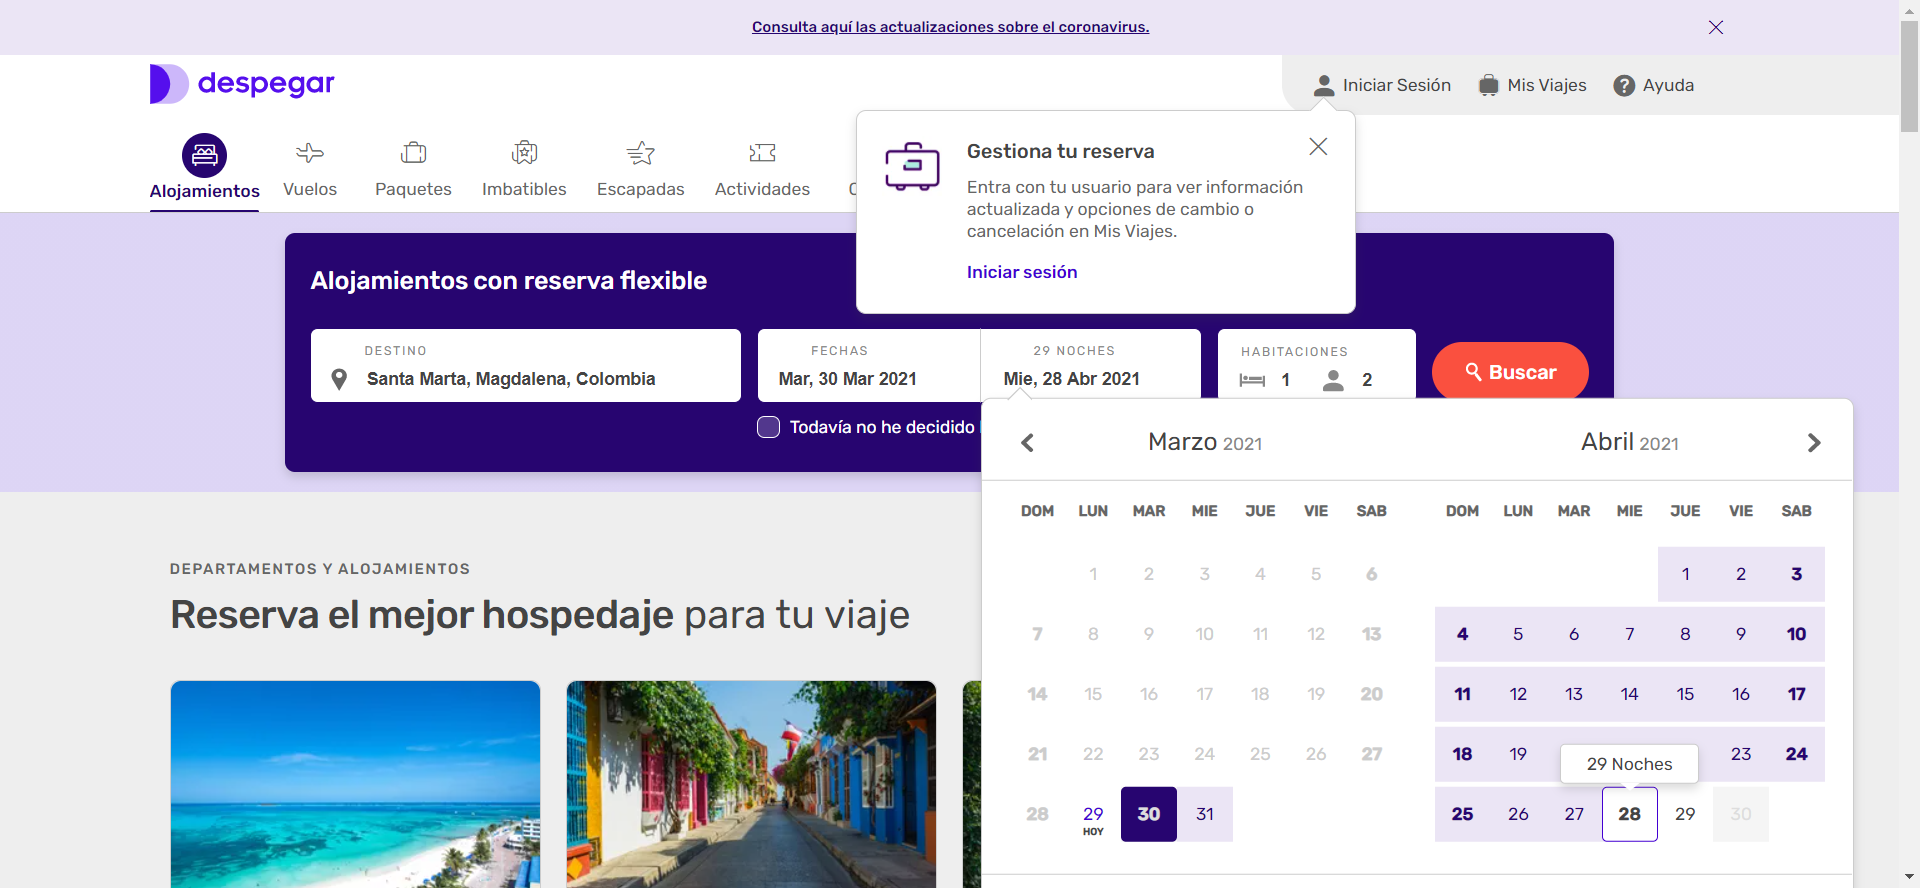 Consulta aquí las actualizaciones sobre el coronavirus.
despegar
Iniciar Sesión
Mis Viajes
? Ayuda
Alojamientos
Vuelos
Paquetes
Imbatibles
Escapadas
Actividades
Gestiona tu reserva
Entra con tu usuario para ver información
actualizada y opciones de cambio o
cancelación en Mis Viajes.
Iniciar sesión
Alojamientos con reserva flexible
DESTINO
Santa Marta, Magdalena, Colombia
FECHAS
Mar, 30 Mar 2021
29 NOCHES
Mie, 28 Abr 2021
HABITACIONES
1 2
Buscar
Todavía no he decidido
Marzo 2021
DOM LUN MAR MIE JUE VIE SAB
1 2 3 4 5 6
7 8 9 10 11 12 13
14 15 16 17 18 19 20
21 22 23 24 25 26 27
28 29 30 31
HOY
Abril 2021
DOM LUN MAR MIE JUE VIE SAB
1 2 3
4 5 6 7 8 9 10
11 12 13 14 15 16 17
18 19 23 24
29 Noches
25 26 27 28 29 30
DEPARTAMENTOS Y ALOJAMIENTOS
Reserva el mejor hospedaje para tu viaje